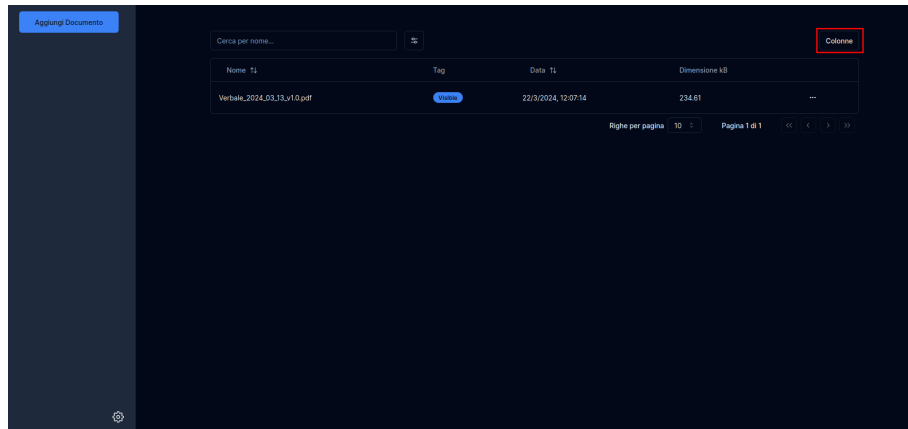 Aggiungi Documento
Cerca per nome...
Colonne
Nome Tag Data Dimensione kB
Verbale_2024_03_13_v1.0.pdf Visible 22/3/2024, 12:07:14 234.61 ...
Righe per pagina 10 Pagina 1 di 1